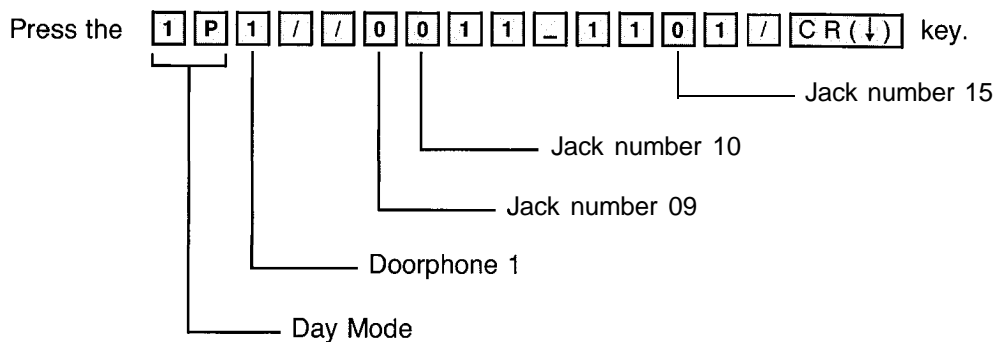 Press the 1 P 1 / / 0 0 1 1 _ 1 1 0 1 / C R ( ↓ ) key.
Jack number 15
Jack number 10
Jack number 09
Doorphone 1
Day Mode